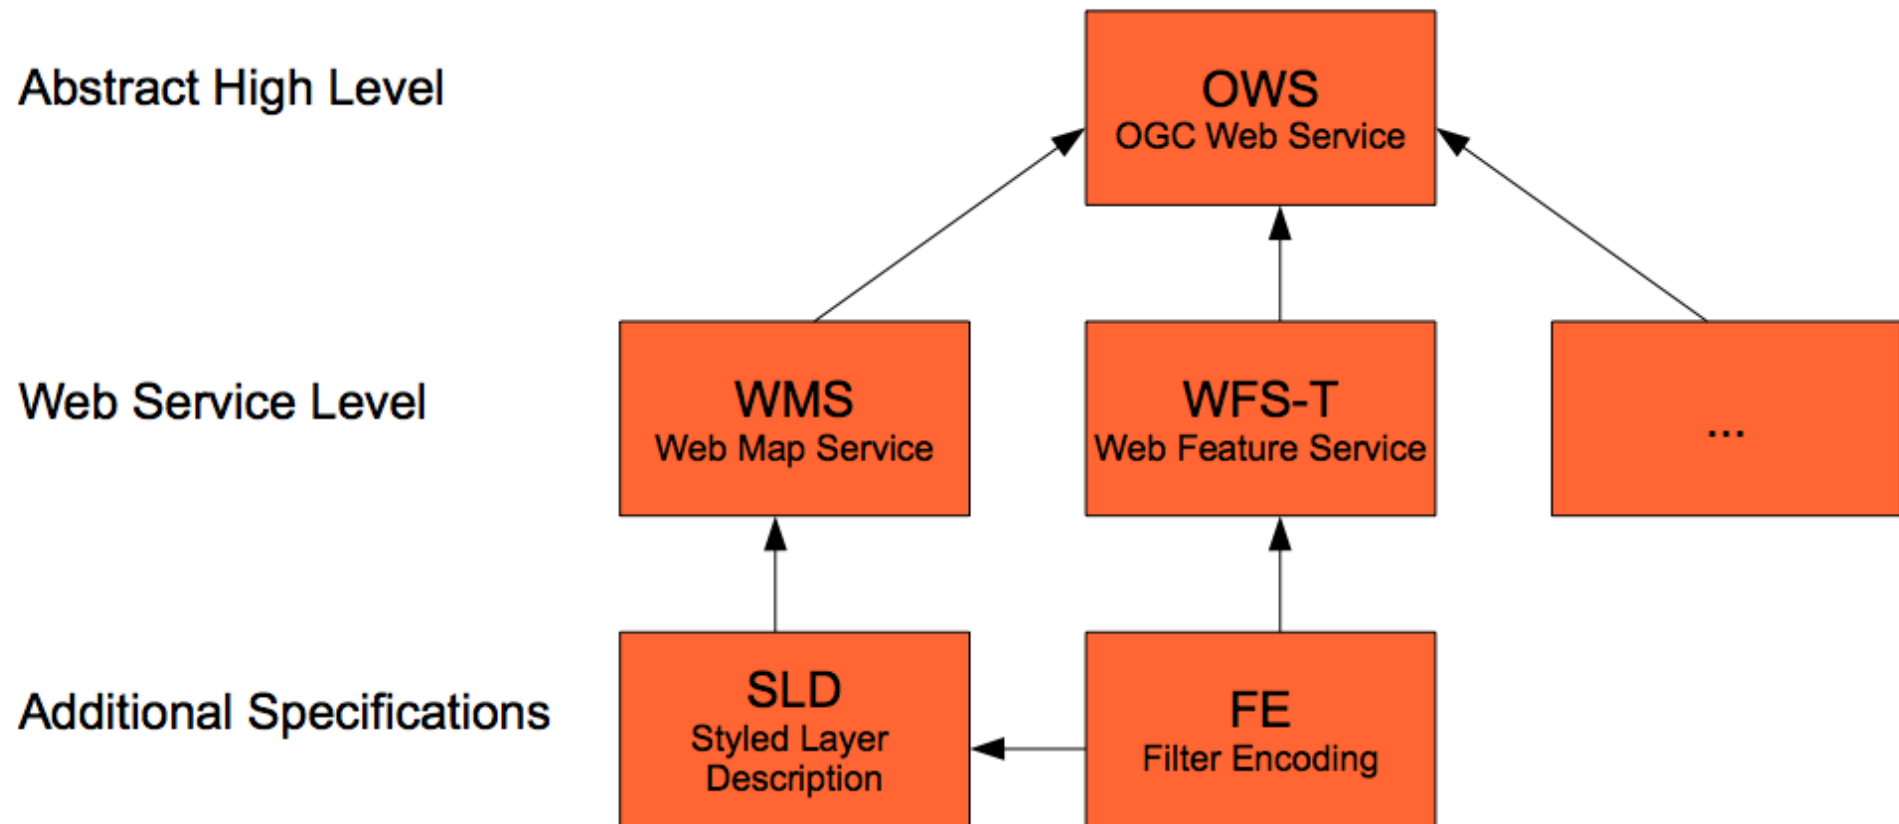 Abstract High Level
OWS
OGC Web Service
Web Service Level
WMS
Web Map Service
WFS-T
Web Feature Service
...
Additional Specifications
SLD
Styled Layer
Description
FE
Filter Encoding